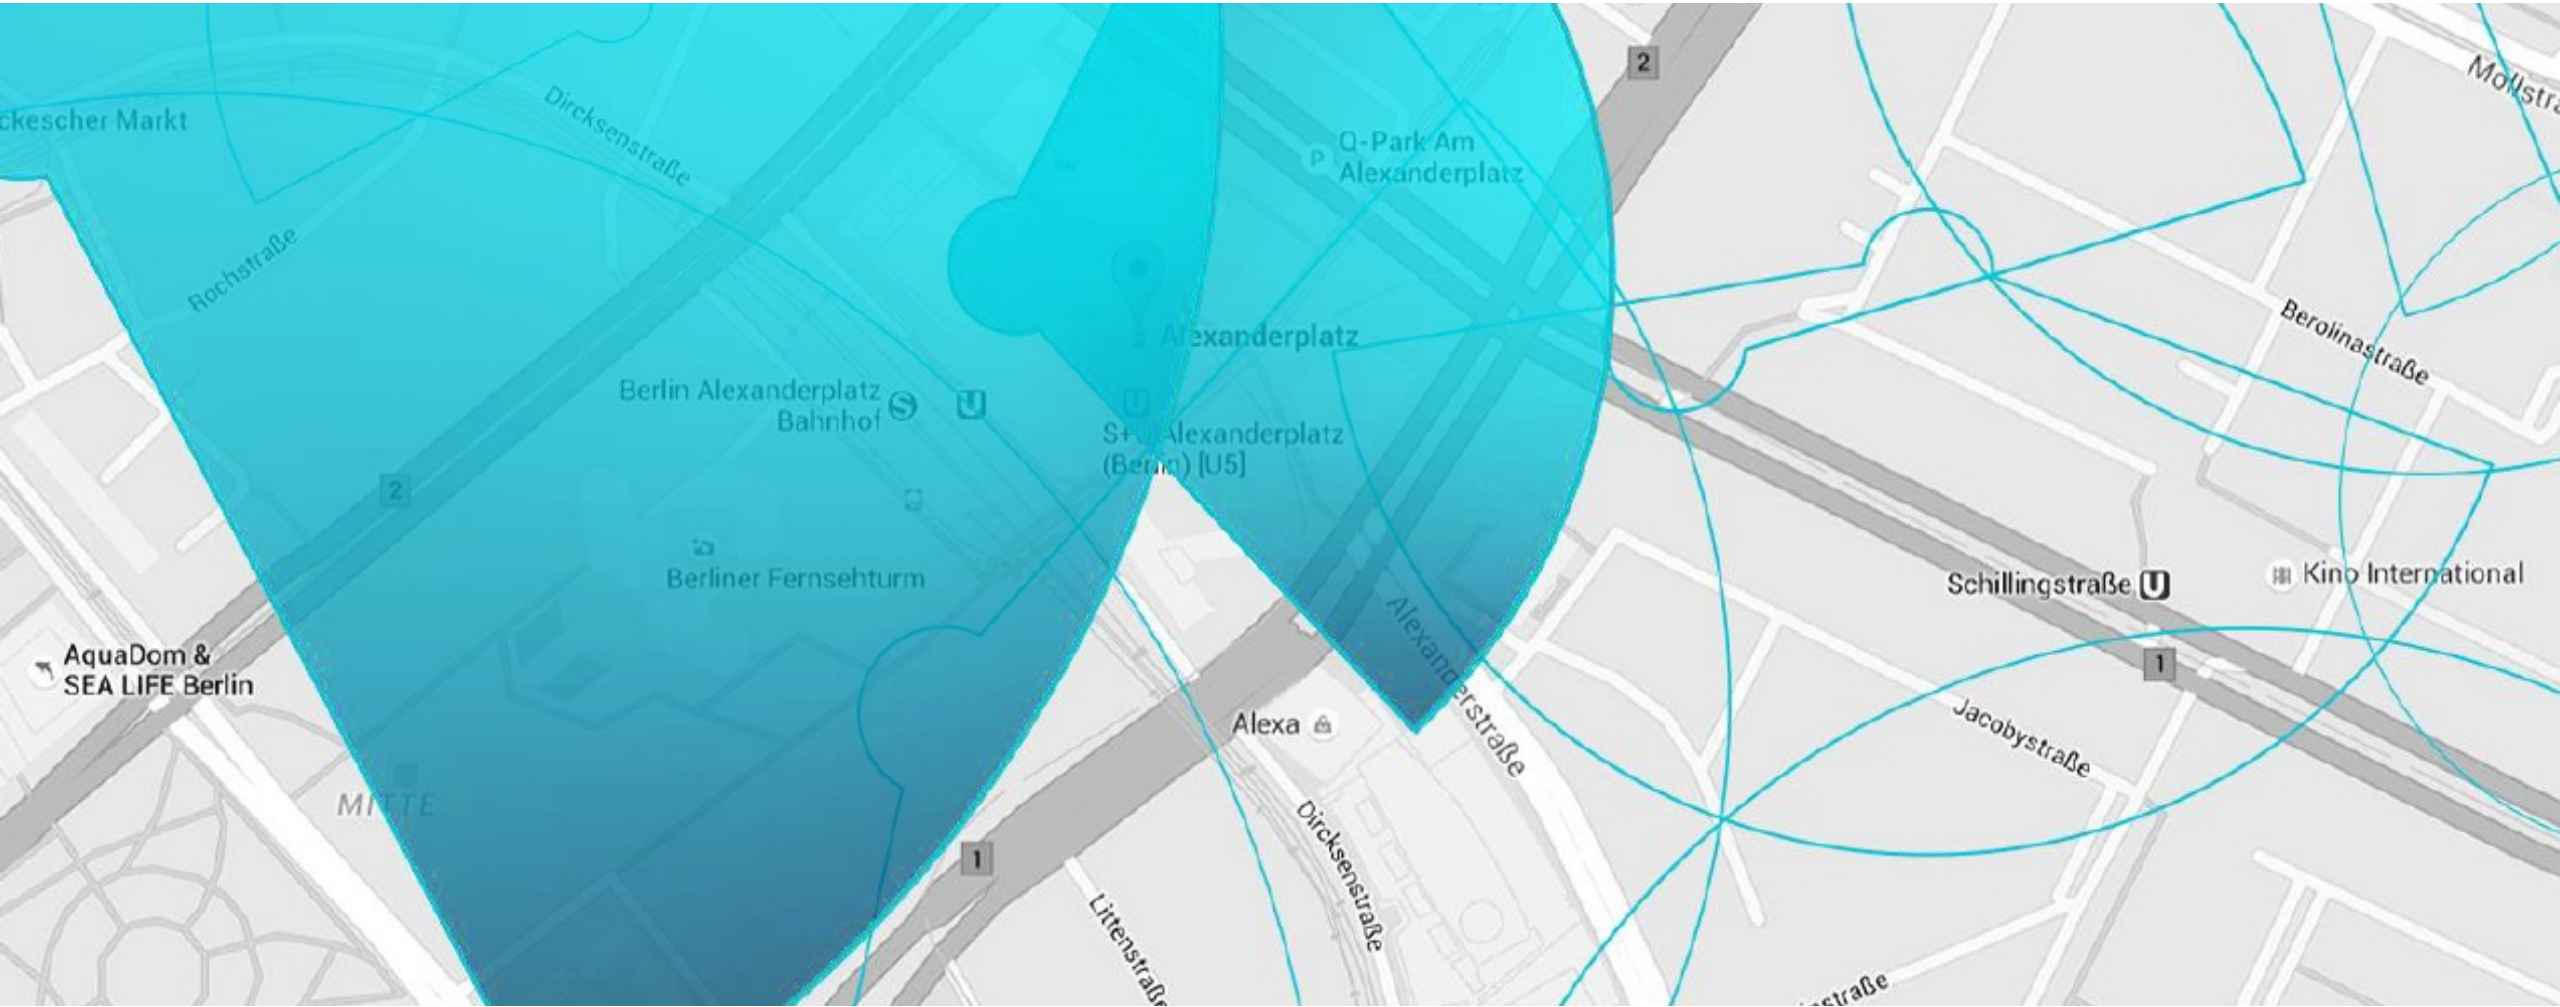 2
Mollstra
ckescher Markt
Dircksenstraße
Q-Park Am
P
Alexanderplatz
Rochstraße
Alexanderplatz
Berolinastraße
Berlin Alexanderplatz
Bahnhof
S
U
U
S+U Alexanderplatz
(Berlin) [U5]
2
Berliner Fernsehturm
Schillingstraße U
Kino International
AquaDom &
SEA LIFE Berlin
Alexanderstraße
1
Alexa
Jacobystraße
MITTE
1
Dircksenstraße
Littenstraße
straße